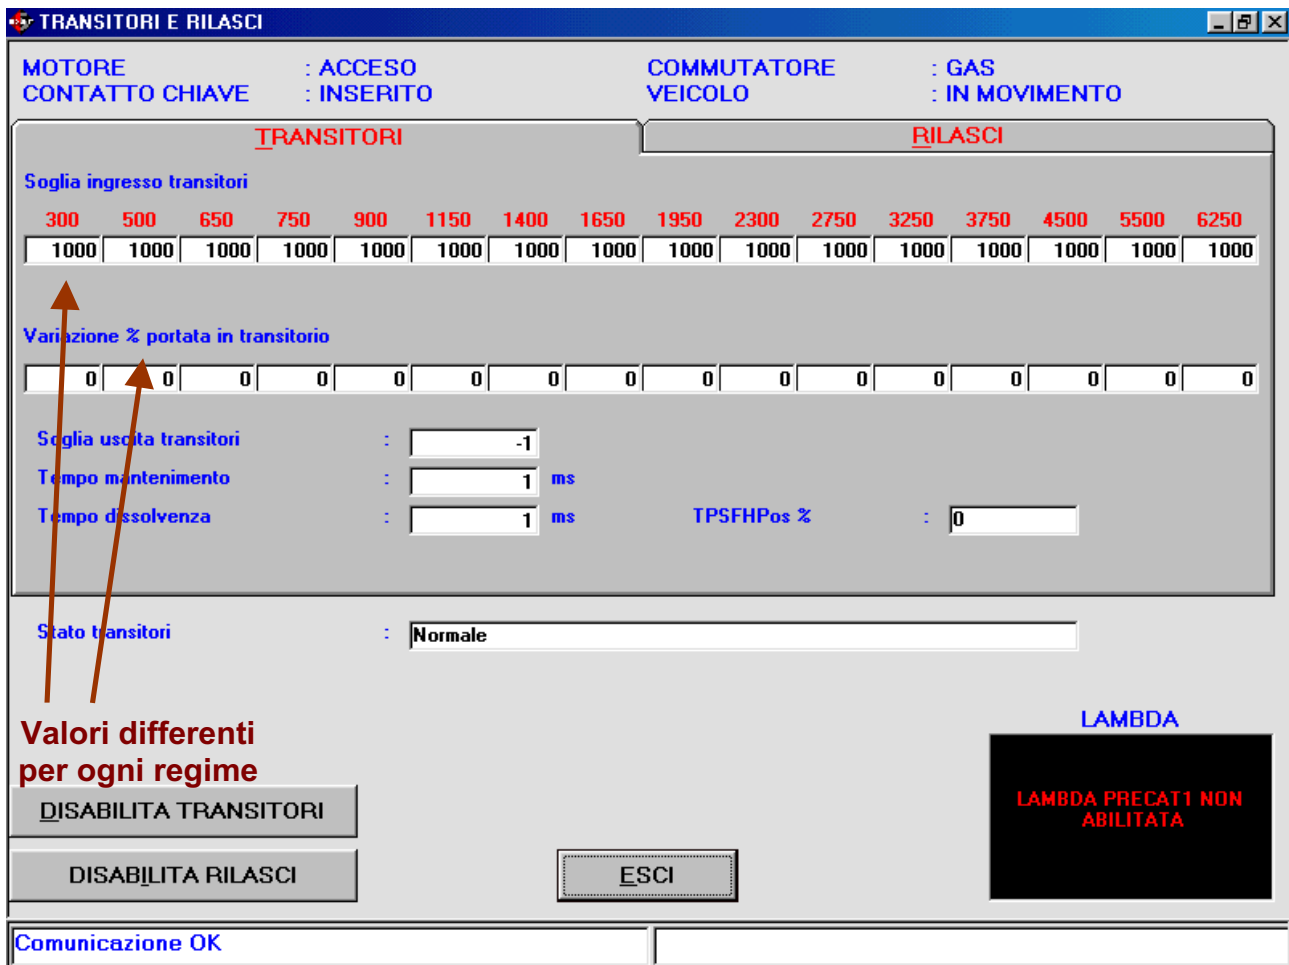 TRANSITORI E RILASCI
MOTORE : ACCESO COMMUTATORE : GAS
CONTATTO CHIAVE : INSERITO VEICOLO : IN MOVIMENTO
TRANSITORI RILASCI
Soglia ingresso transitori
300 500 650 750 900 1150 1400 1650 1950 2300 2750 3250 3750 4500 5500 6250
1000 1000 1000 1000 1000 1000 1000 1000 1000 1000 1000 1000 1000 1000 1000 1000
Variazione % portata in transitorio
0 0 0 0 0 0 0 0 0 0 0 0 0 0 0 0
Soglia uscita transitori : -1
Tempo mantenimento : 1 ms
Tempo dissolvenza : 1 ms TPSFHPos % : 0
Stato transitori : Normale
Valori differenti
per ogni regime
LAMBDA
LAMBDA PRECAT1 NON
ABILITATA
DISABILITA TRANSITORI
DISABILITA RILASCI
ESCI
Comunicazione OK